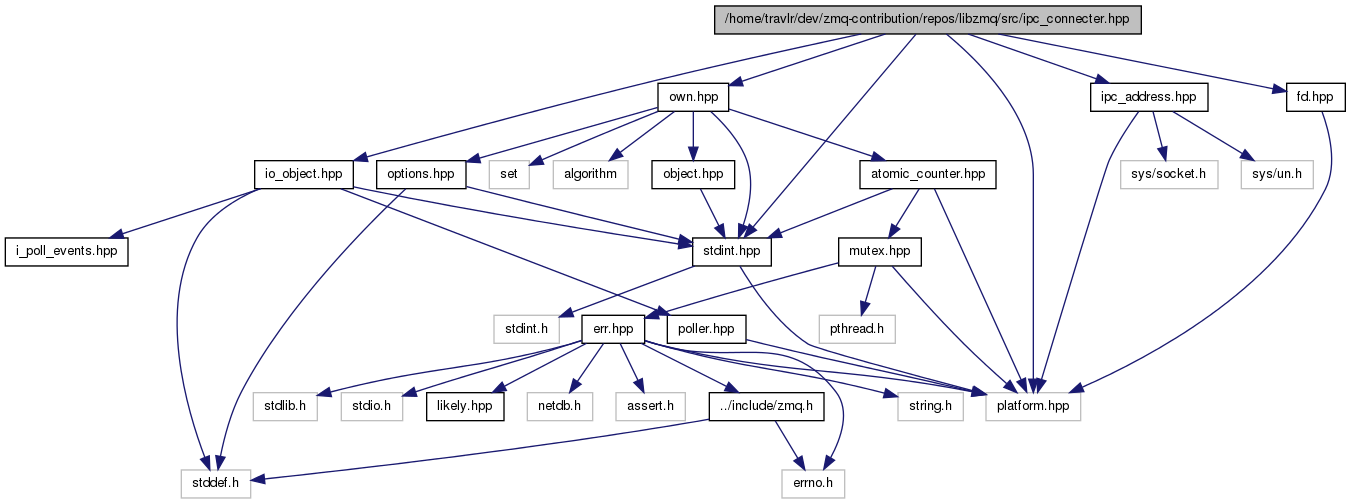 /home/travlr/dev/zmq-contribution/repos/libzmq/src/ipc_connecter.hpp
own.hpp
ipc_address.hpp
fd.hpp
io_object.hpp
options.hpp
set
algorithm
object.hpp
atomic_counter.hpp
sys/socket.h
sys/un.h
i_poll_events.hpp
stdint.hpp
mutex.hpp
stdint.h
err.hpp
poller.hpp
pthread.h
stdlib.h
stdio.h
likely.hpp
netdb.h
assert.h
../include/zmq.h
string.h
platform.hpp
stddef.h
errno.h